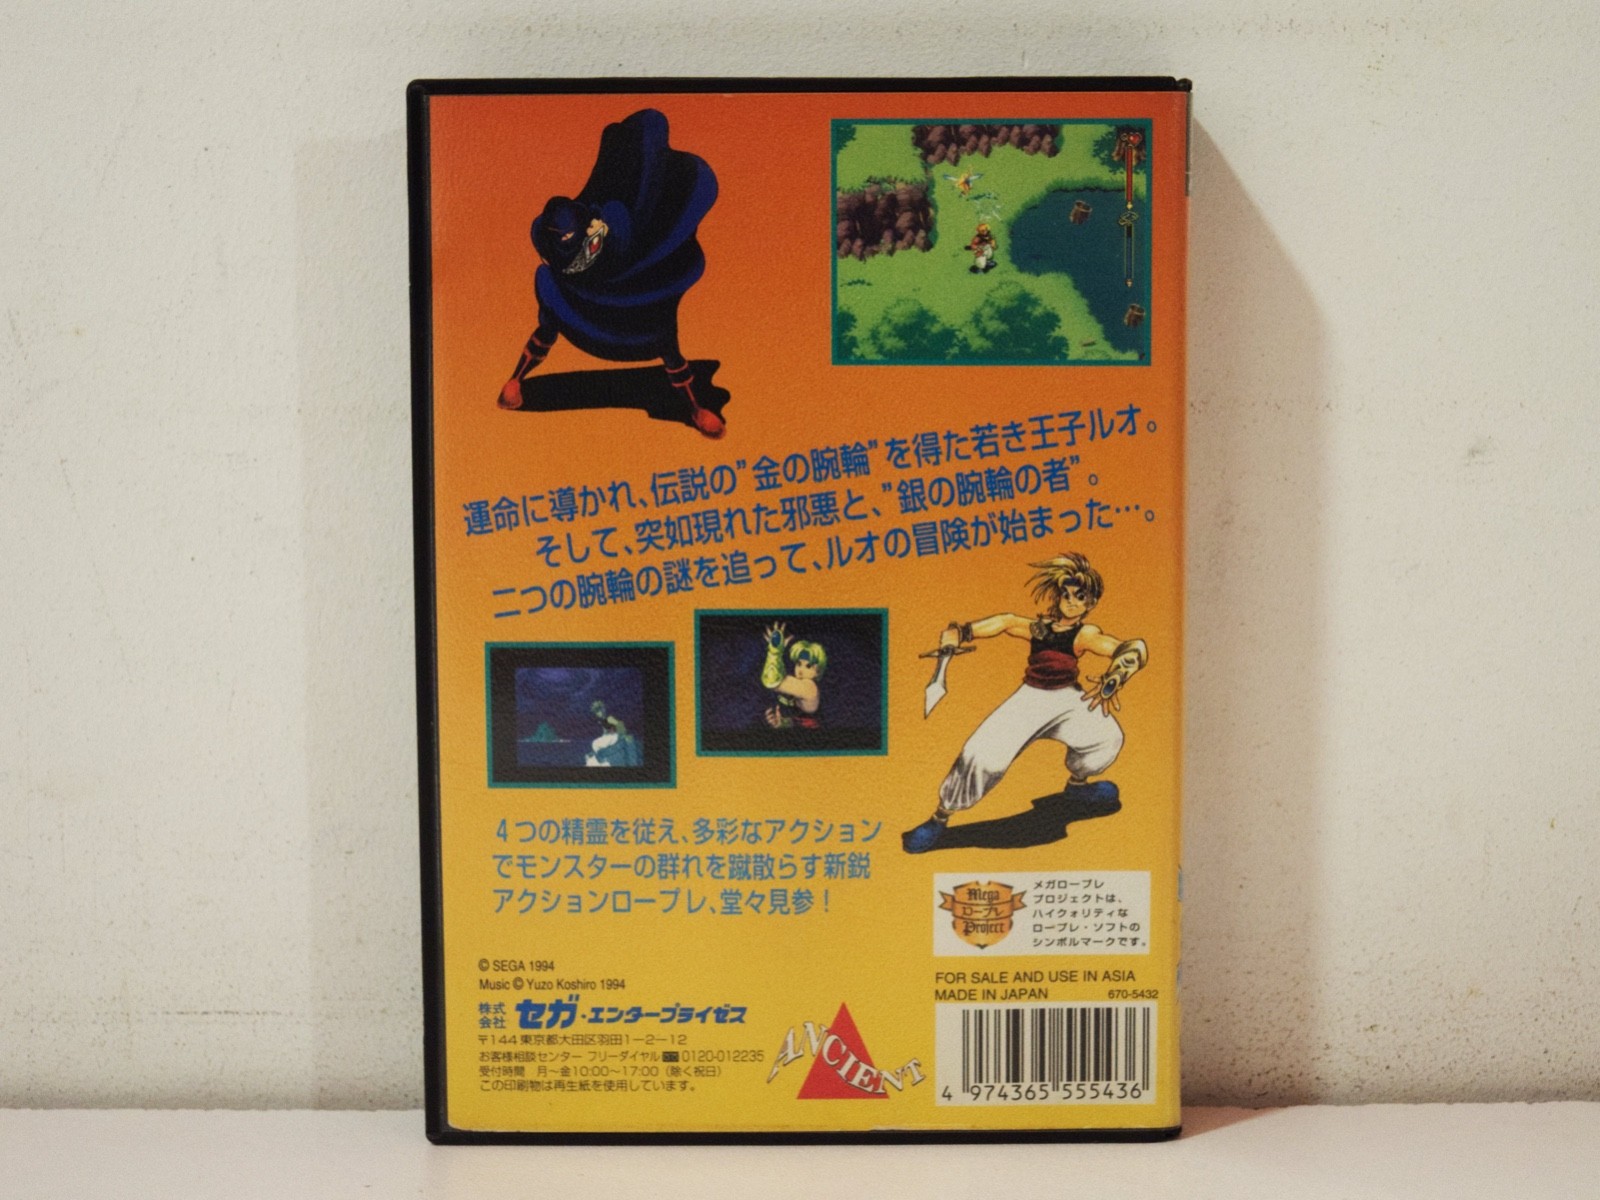 運命に導かれ、伝説の”金の腕輪”を得た若き王子ルオ。
そして、突如現れた邪悪と、”銀の腕輪の者”。
二つの腕輪の謎を追って、ルオの冒険が始まった…。
4つの精霊を従え、多彩なアクション
でモンスターの群れを蹴散らす新鋭
アクションロープレ、堂々見参！
Mega
ロープレ
Project
メガロープレ
プロジェクトは、
ハイクォリティな
ロープレ・ソフトの
シンボルマークです。
© SEGA 1994
Music © Yuzo Koshiro 1994
株式会社 セガ・エンタープライゼス
〒144 東京都大田区羽田1-2-12
お客様相談センター フリーダイヤル 0120-012235
受付時間 月〜金10:00〜17:00（除く祝日）
この印刷物は再生紙を使用しています。
ANCIENT
FOR SALE AND USE IN ASIA
MADE IN JAPAN 670-5432
4 974365 555436